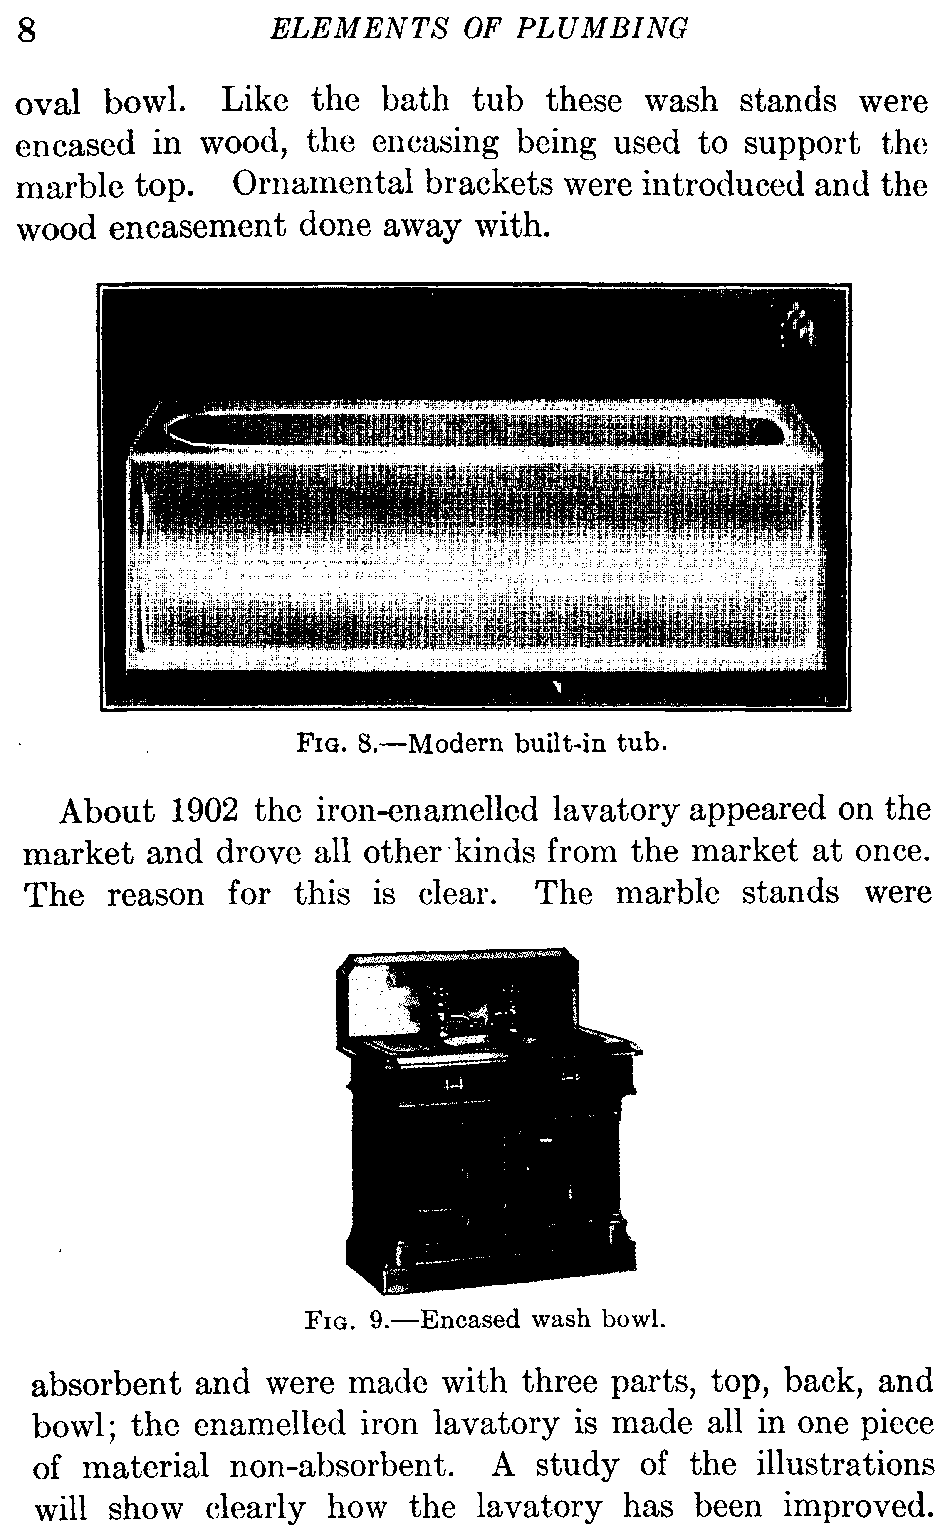 8 ELEMENTS OF PLUMBING
oval bowl. Like the bath tub these wash stands were
encased in wood, the encasing being used to support the
marble top. Ornamental brackets were introduced and the
wood encasement done away with.
Fig. 8.—Modern built-in tub.
About 1902 the iron-enamelled lavatory appeared on the
market and drove all other kinds from the market at once.
The reason for this is clear. The marble stands were
Fig. 9.—Encased wash bowl.
absorbent and were made with three parts, top, back, and
bowl; the enamelled iron lavatory is made all in one piece
of material non-absorbent. A study of the illustrations
will show clearly how the lavatory has been improved.